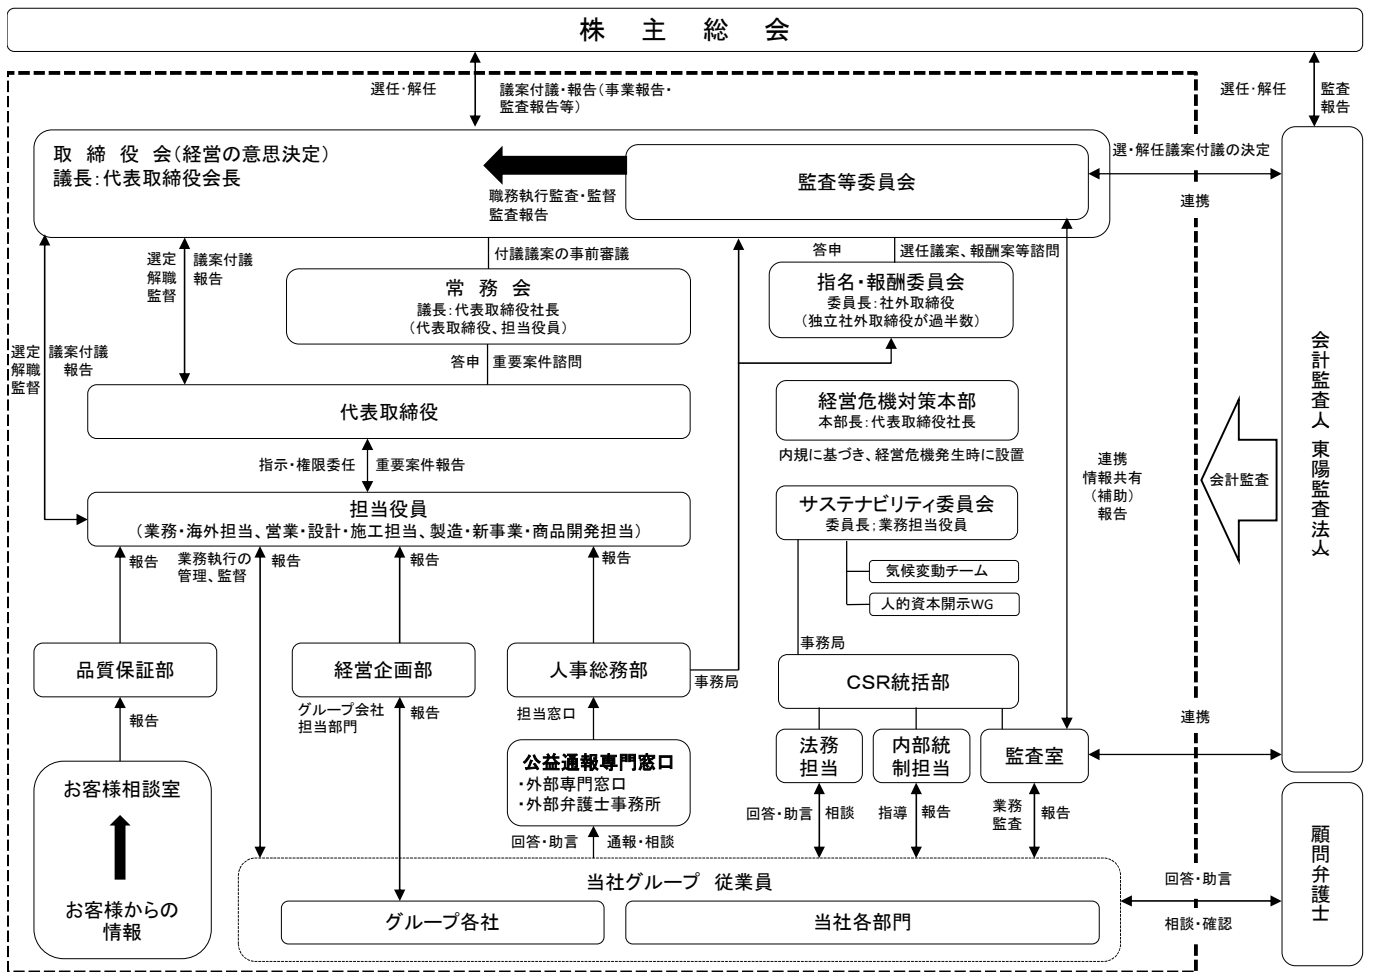 株 主 総 会
選任・解任
議案付議・報告(事業報告・
監査報告等)
選任・解任
監査
報告
取 締 役 会(経営の意思決定)
議長:代表取締役会長
職務執行監査・監督
監査報告
監査等委員会
選・解任議案付議の決定
連携
選定
解職
監督
議案付議
報告
付議議案の事前審議
答申
選任議案、報酬案等諮問
常 務 会
議長:代表取締役社長
(代表取締役、担当役員)
指名・報酬委員会
委員長:社外取締役
(独立社外取締役が過半数)
選定
解職
監督
議案付議
報告
答申
重要案件諮問
代表取締役
経営危機対策本部
本部長:代表取締役社長
内規に基づき、経営危機発生時に設置
指示・権限委任
重要案件報告
連携
情報共有
(補助)
報告
会計監査
会計監査人 東陽監査法人
担当役員
(業務・海外担当、営業・設計・施工担当、製造・新事業・商品開発担当)
サステナビリティ委員会
委員長;業務担当役員
気候変動チーム
人的資本開示WG
報告
業務執行の
管理、監督
報告
報告
報告
事務局
品質保証部
経営企画部
人事総務部
事務局
CSR統括部
報告
グループ会社
担当部門
報告
担当窓口
連携
法務
担当
内部統
制担当
監査室
公益通報専門窓口
・外部専門窓口
・外部弁護士事務所
お客様相談室
お客様からの
情報
回答・助言
通報・相談
回答・助言
相談
指導
報告
業務
監査
報告
当社グループ 従業員
グループ各社
当社各部門
回答・助言
相談・確認
顧問弁護士